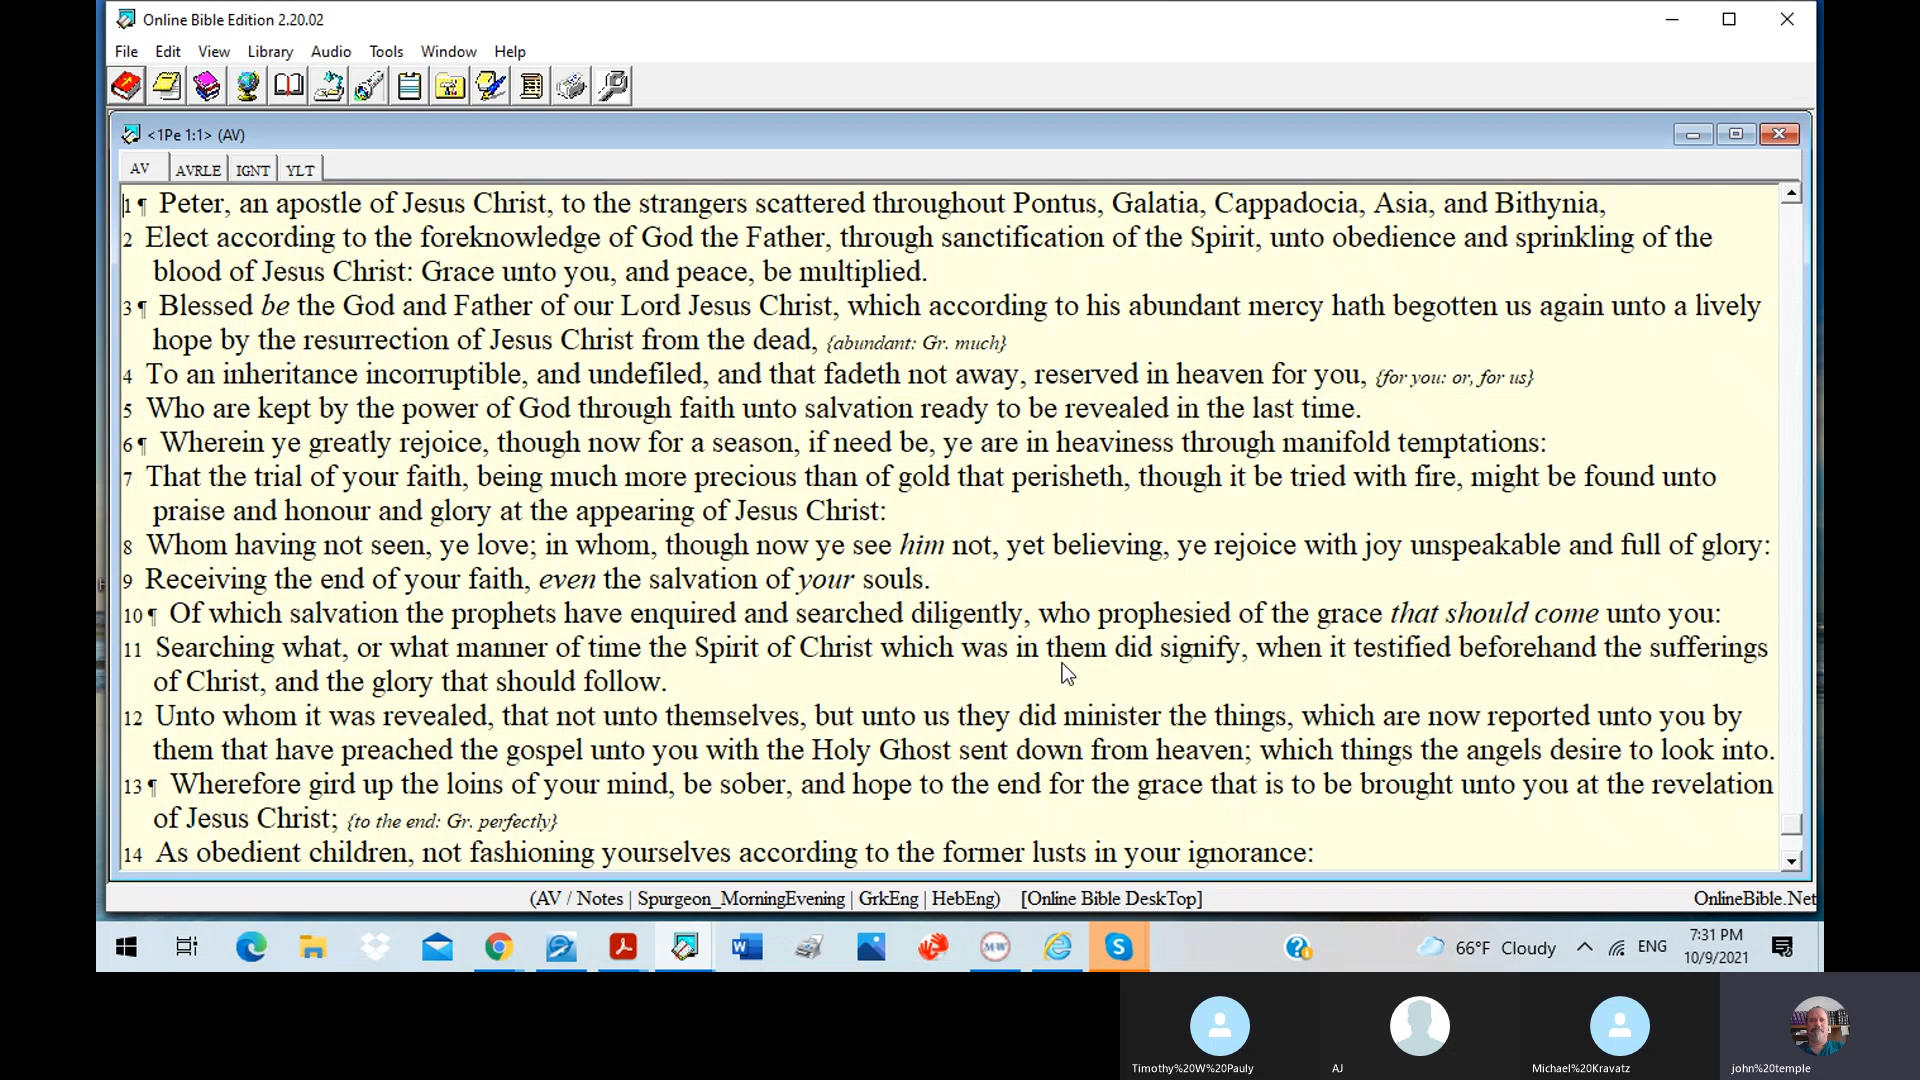 Online Bible Edition 2.20.02
File Edit View Library Audio Tools Window Help
<1Pe 1:1> (AV)
AV AVRLE IGNT YLT
1 ¶ Peter, an apostle of Jesus Christ, to the strangers scattered throughout Pontus, Galatia, Cappadocia, Asia, and Bithynia,
2 Elect according to the foreknowledge of God the Father, through sanctification of the Spirit, unto obedience and sprinkling of the
blood of Jesus Christ: Grace unto you, and peace, be multiplied.
3 ¶ Blessed be the God and Father of our Lord Jesus Christ, which according to his abundant mercy hath begotten us again unto a lively
hope by the resurrection of Jesus Christ from the dead, {abundant: Gr. much}
4 To an inheritance incorruptible, and undefiled, and that fadeth not away, reserved in heaven for you, {for you: or, for us}
5 Who are kept by the power of God through faith unto salvation ready to be revealed in the last time.
6 ¶ Wherein ye greatly rejoice, though now for a season, if need be, ye are in heaviness through manifold temptations:
7 That the trial of your faith, being much more precious than of gold that perisheth, though it be tried with fire, might be found unto
praise and honour and glory at the appearing of Jesus Christ:
8 Whom having not seen, ye love; in whom, though now ye see him not, yet believing, ye rejoice with joy unspeakable and full of glory:
9 Receiving the end of your faith, even the salvation of your souls.
10 ¶ Of which salvation the prophets have enquired and searched diligently, who prophesied of the grace that should come unto you:
11 Searching what, or what manner of time the Spirit of Christ which was in them did signify, when it testified beforehand the sufferings
of Christ, and the glory that should follow.
12 Unto whom it was revealed, that not unto themselves, but unto us they did minister the things, which are now reported unto you by
them that have preached the gospel unto you with the Holy Ghost sent down from heaven; which things the angels desire to look into.
13 ¶ Wherefore gird up the loins of your mind, be sober, and hope to the end for the grace that is to be brought unto you at the revelation
of Jesus Christ; {to the end: Gr. perfectly}
14 As obedient children, not fashioning yourselves according to the former lusts in your ignorance:
(AV / Notes | Spurgeon_MorningEvening | GrkEng | HebEng) [Online Bible DeskTop] OnlineBible.Net
66°F Cloudy ENG 7:31 PM
10/9/2021
Timothy%20W%20Pauly AJ Michael%20Kravatz john%20temple